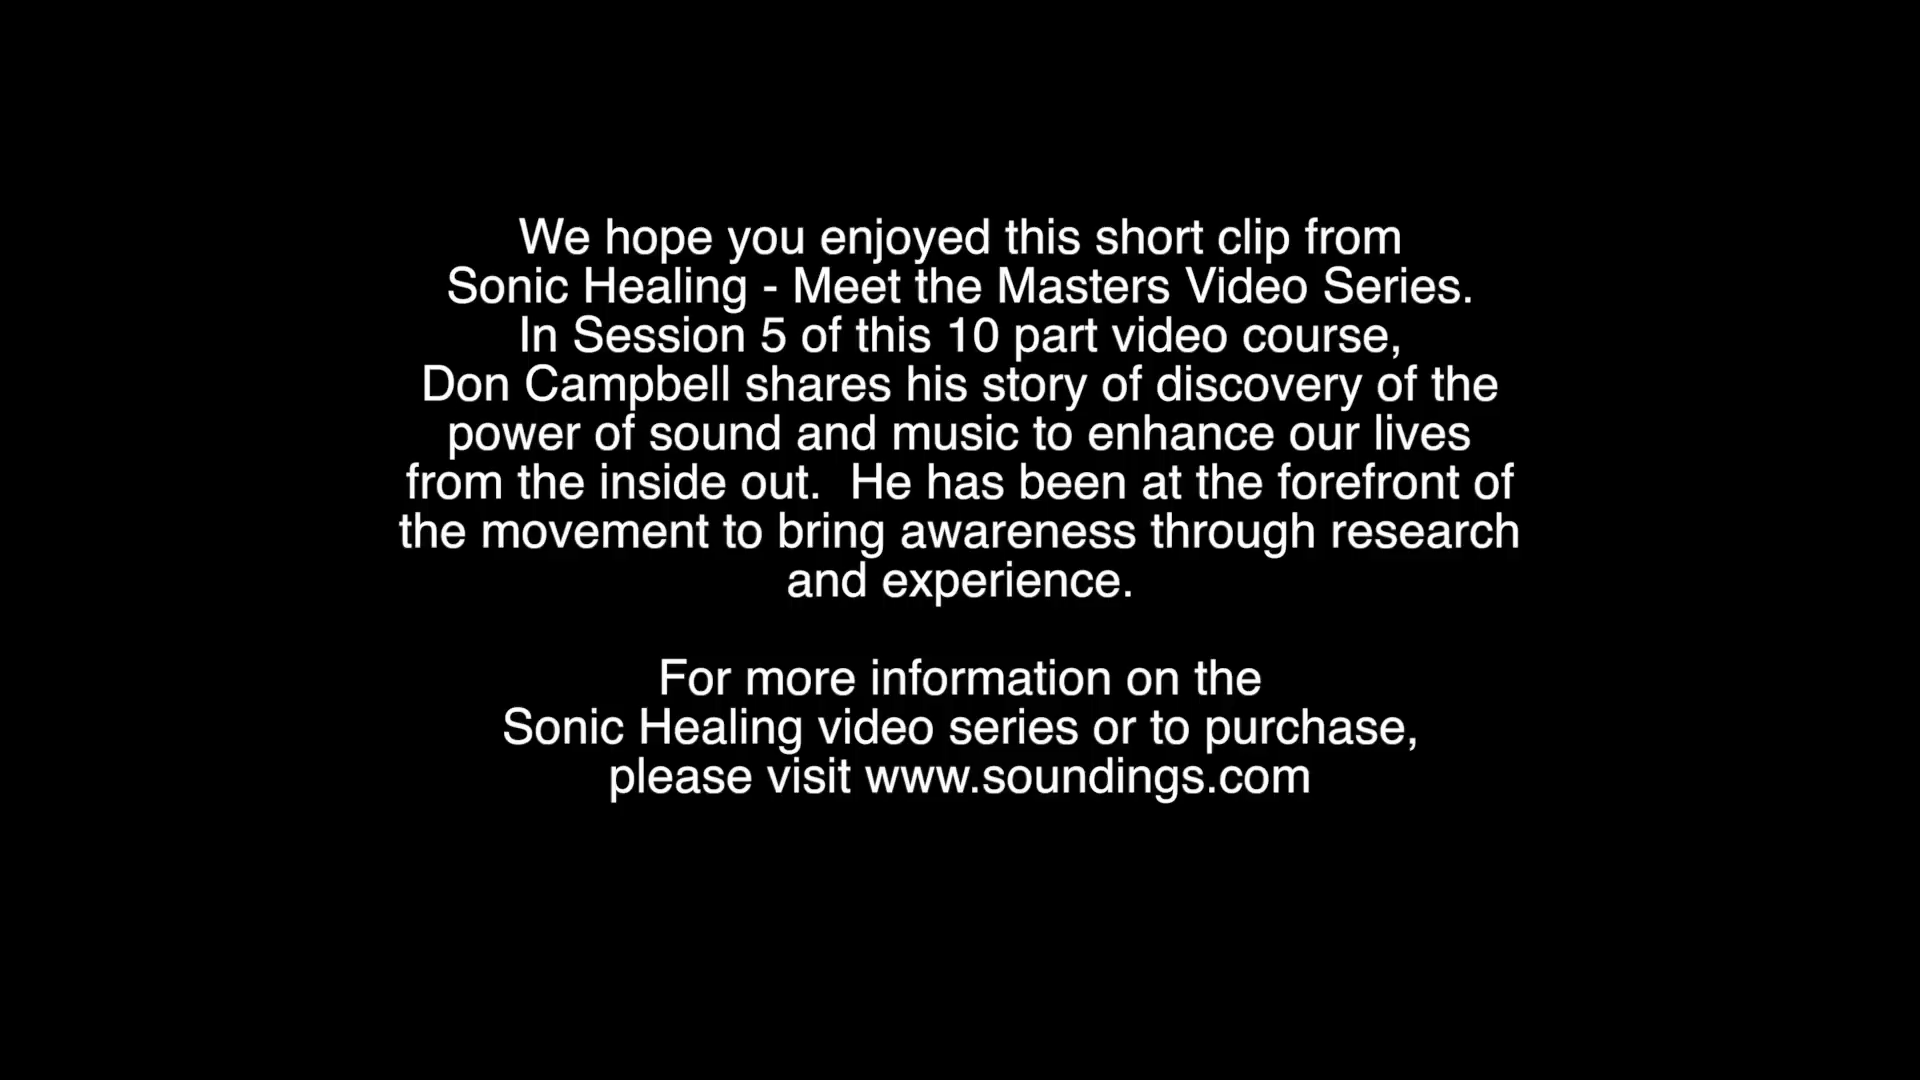 We hope you enjoyed this short clip from
Sonic Healing - Meet the Masters Video Series.
In Session 5 of this 10 part video course,
Don Campbell shares his story of discovery of the
power of sound and music to enhance our lives
from the inside out.  He has been at the forefront of
the movement to bring awareness through research
and experience.
For more information on the
Sonic Healing video series or to purchase,
please visit www.soundings.com